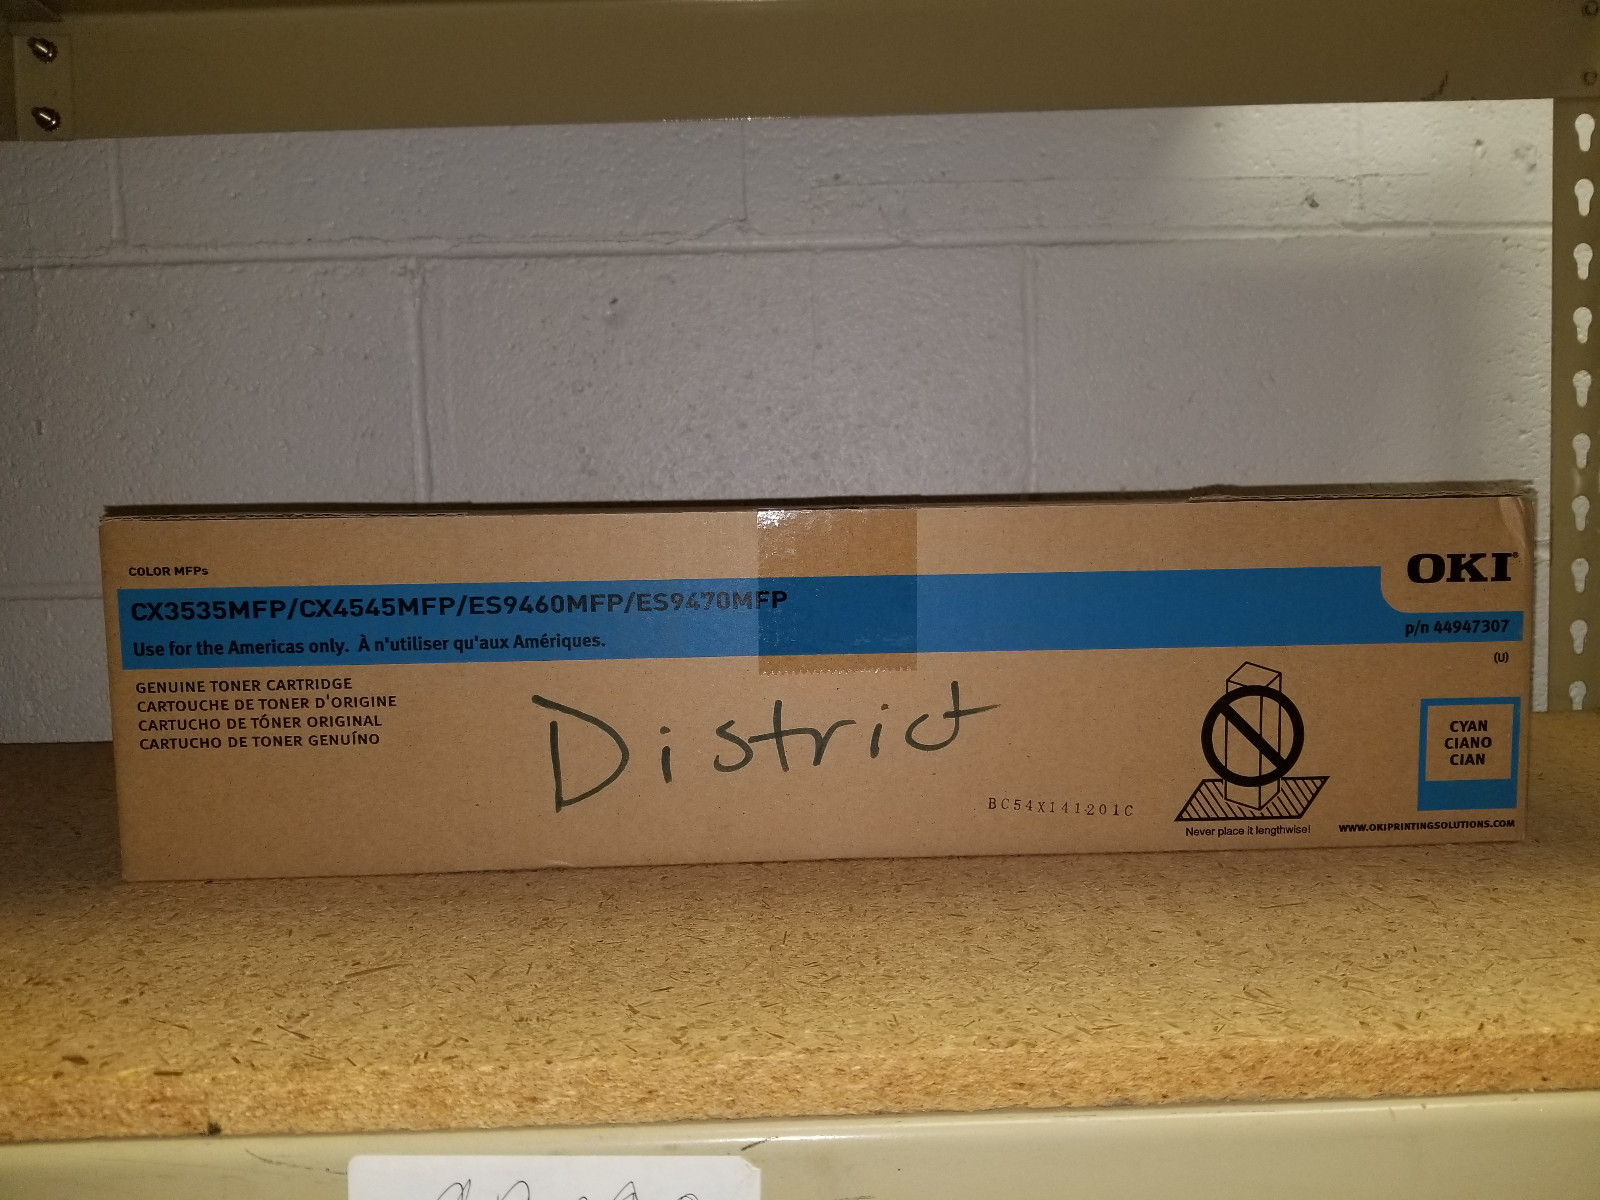 COLOR MFPs
OKI
CX3535MFP/CX4545MFP/ES9460MFP/ES9470MFP
p/n 44947307
Use for the Americas only. À n'utiliser qu'aux Amériques.
(U)
GENUINE TONER CARTRIDGE
CARTOUCHE DE TONER D'ORIGINE
CARTUCHO DE TÓNER ORIGINAL
CARTUCHO DE TONER GENUÍNO
District
CYAN
CIANO
CIAN
BC54X141201C
Never place it lengthwise!
WWW.OKIPRINTINGSOLUTIONS.COM